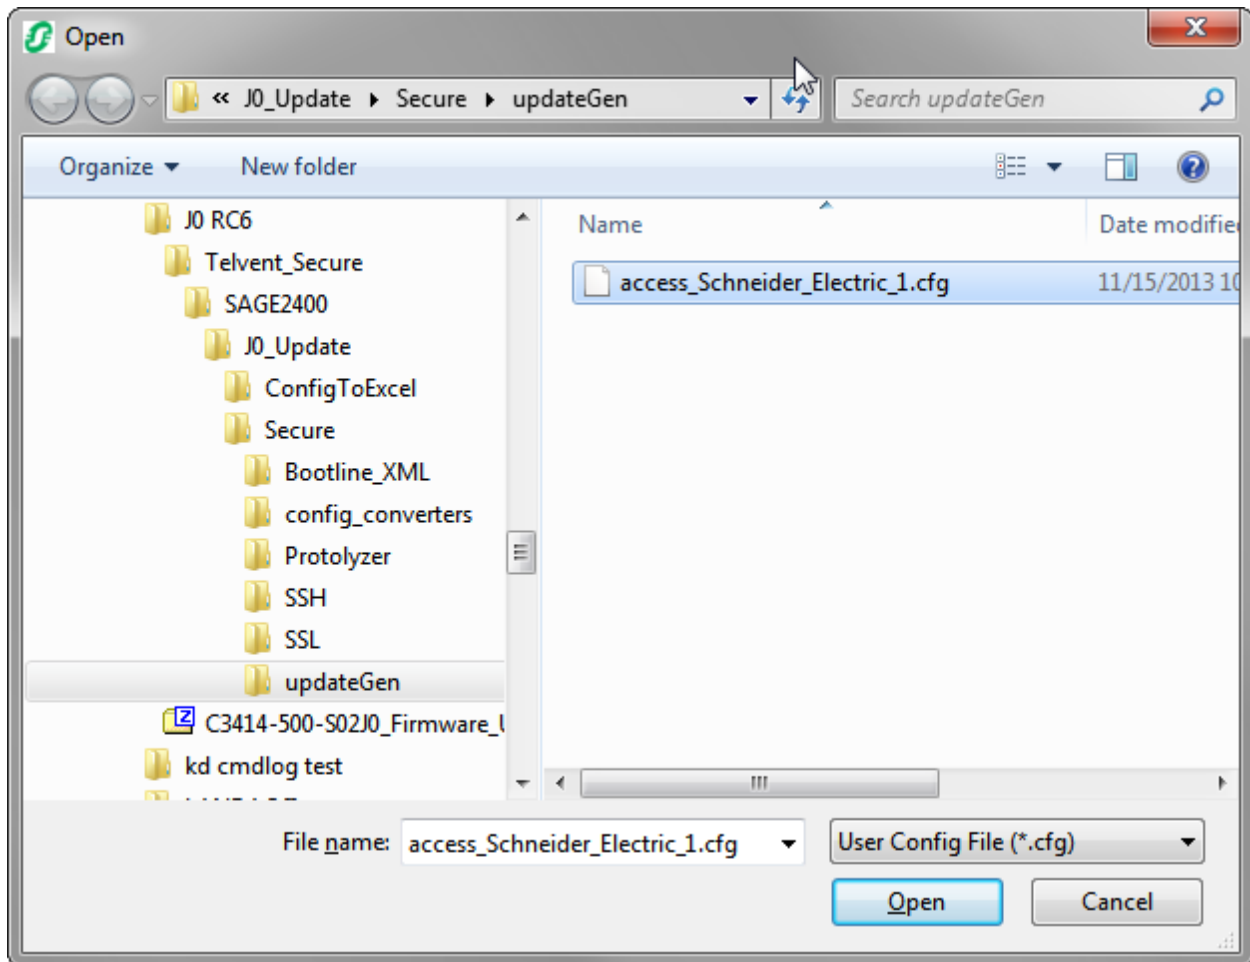 Open
« J0_Update ▸ Secure ▸ updateGen
Search updateGen
Organize
New folder
Name
Date modifie
J0 RC6
Telvent_Secure
SAGE2400
J0_Update
ConfigToExcel
Secure
Bootline_XML
config_converters
Protolyzer
SSH
SSL
updateGen
C3414-500-S02J0_Firmware_U
kd cmdlog test
access_Schneider_Electric_1.cfg
11/15/2013 10
File name:
access_Schneider_Electric_1.cfg
User Config File (*.cfg)
Open
Cancel